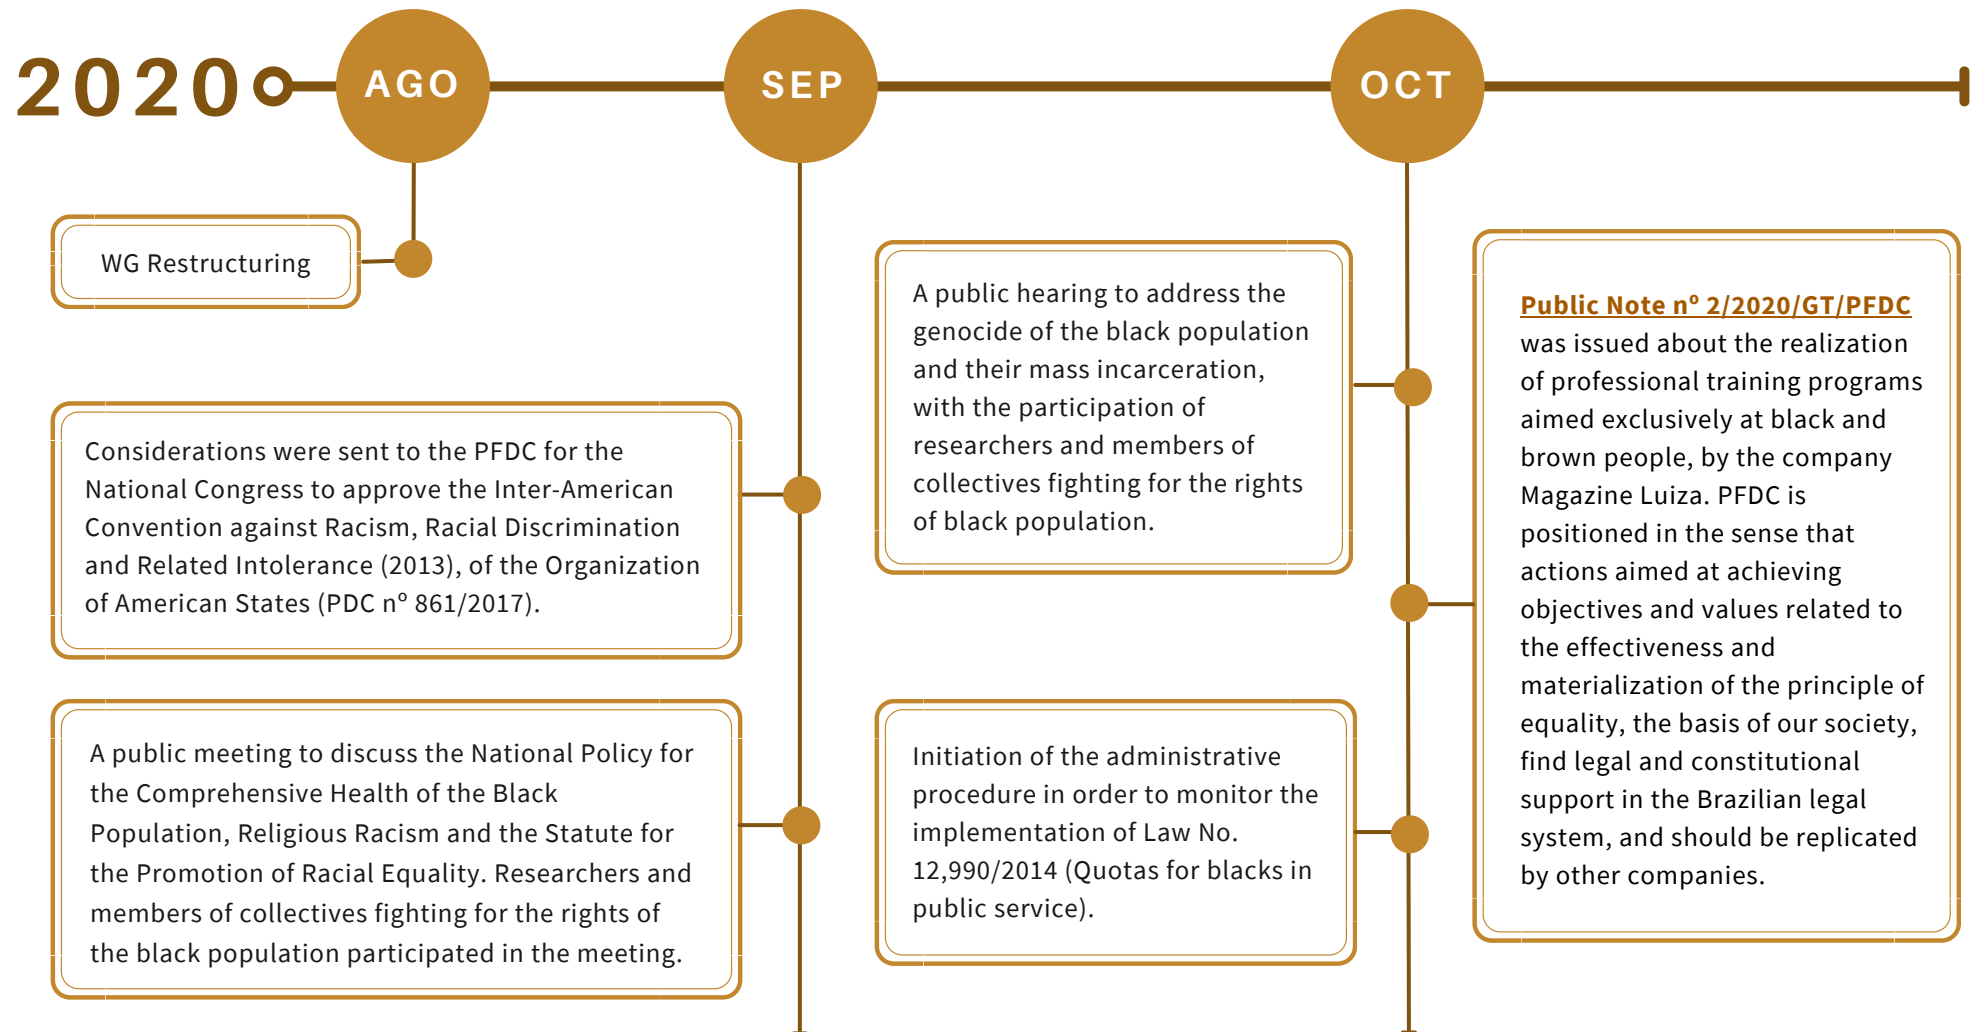 2020
AGO
SEP
OCT
WG Restructuring
Considerations were sent to the PFDC for the
National Congress to approve the Inter-American
Convention against Racism, Racial Discrimination
and Related Intolerance (2013), of the Organization
of American States (PDC nº 861/2017).
A public meeting to discuss the National Policy for
the Comprehensive Health of the Black
Population, Religious Racism and the Statute for
the Promotion of Racial Equality. Researchers and
members of collectives fighting for the rights of
the black population participated in the meeting.
A public hearing to address the
genocide of the black population
and their mass incarceration,
with the participation of
researchers and members of
collectives fighting for the rights
of black population.
Initiation of the administrative
procedure in order to monitor the
implementation of Law No.
12,990/2014 (Quotas for blacks in
public service).
Public Note nº 2/2020/GT/PFDC
was issued about the realization
of professional training programs
aimed exclusively at black and
brown people, by the company
Magazine Luiza. PFDC is
positioned in the sense that
actions aimed at achieving
objectives and values related to
the effectiveness and
materialization of the principle of
equality, the basis of our society,
find legal and constitutional
support in the Brazilian legal
system, and should be replicated
by other companies.